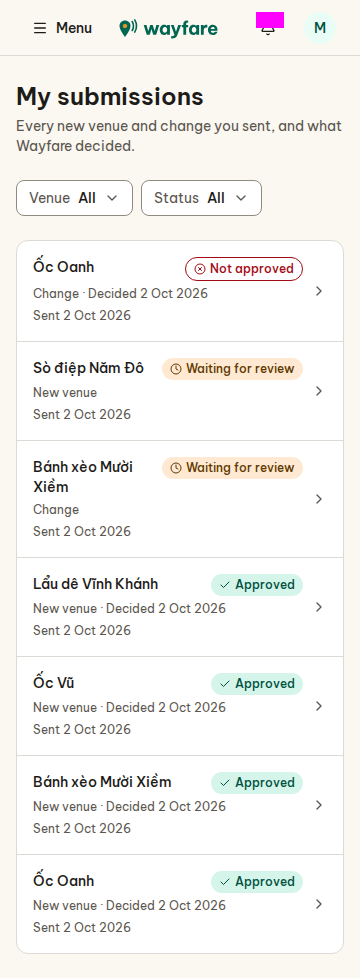 Menu
wayfare
M
My submissions
Every new venue and change you sent, and what
Wayfare decided.
Venue All
Status All
Ốc Oanh
Not approved
Change · Decided 2 Oct 2026
Sent 2 Oct 2026
Sò điệp Năm Đô
Waiting for review
New venue
Sent 2 Oct 2026
Bánh xèo Mười
Xiềm
Waiting for review
Change
Sent 2 Oct 2026
Lẩu dê Vĩnh Khánh
Approved
New venue · Decided 2 Oct 2026
Sent 2 Oct 2026
Ốc Vũ
Approved
New venue · Decided 2 Oct 2026
Sent 2 Oct 2026
Bánh xèo Mười Xiềm
Approved
New venue · Decided 2 Oct 2026
Sent 2 Oct 2026
Ốc Oanh
Approved
New venue · Decided 2 Oct 2026
Sent 2 Oct 2026